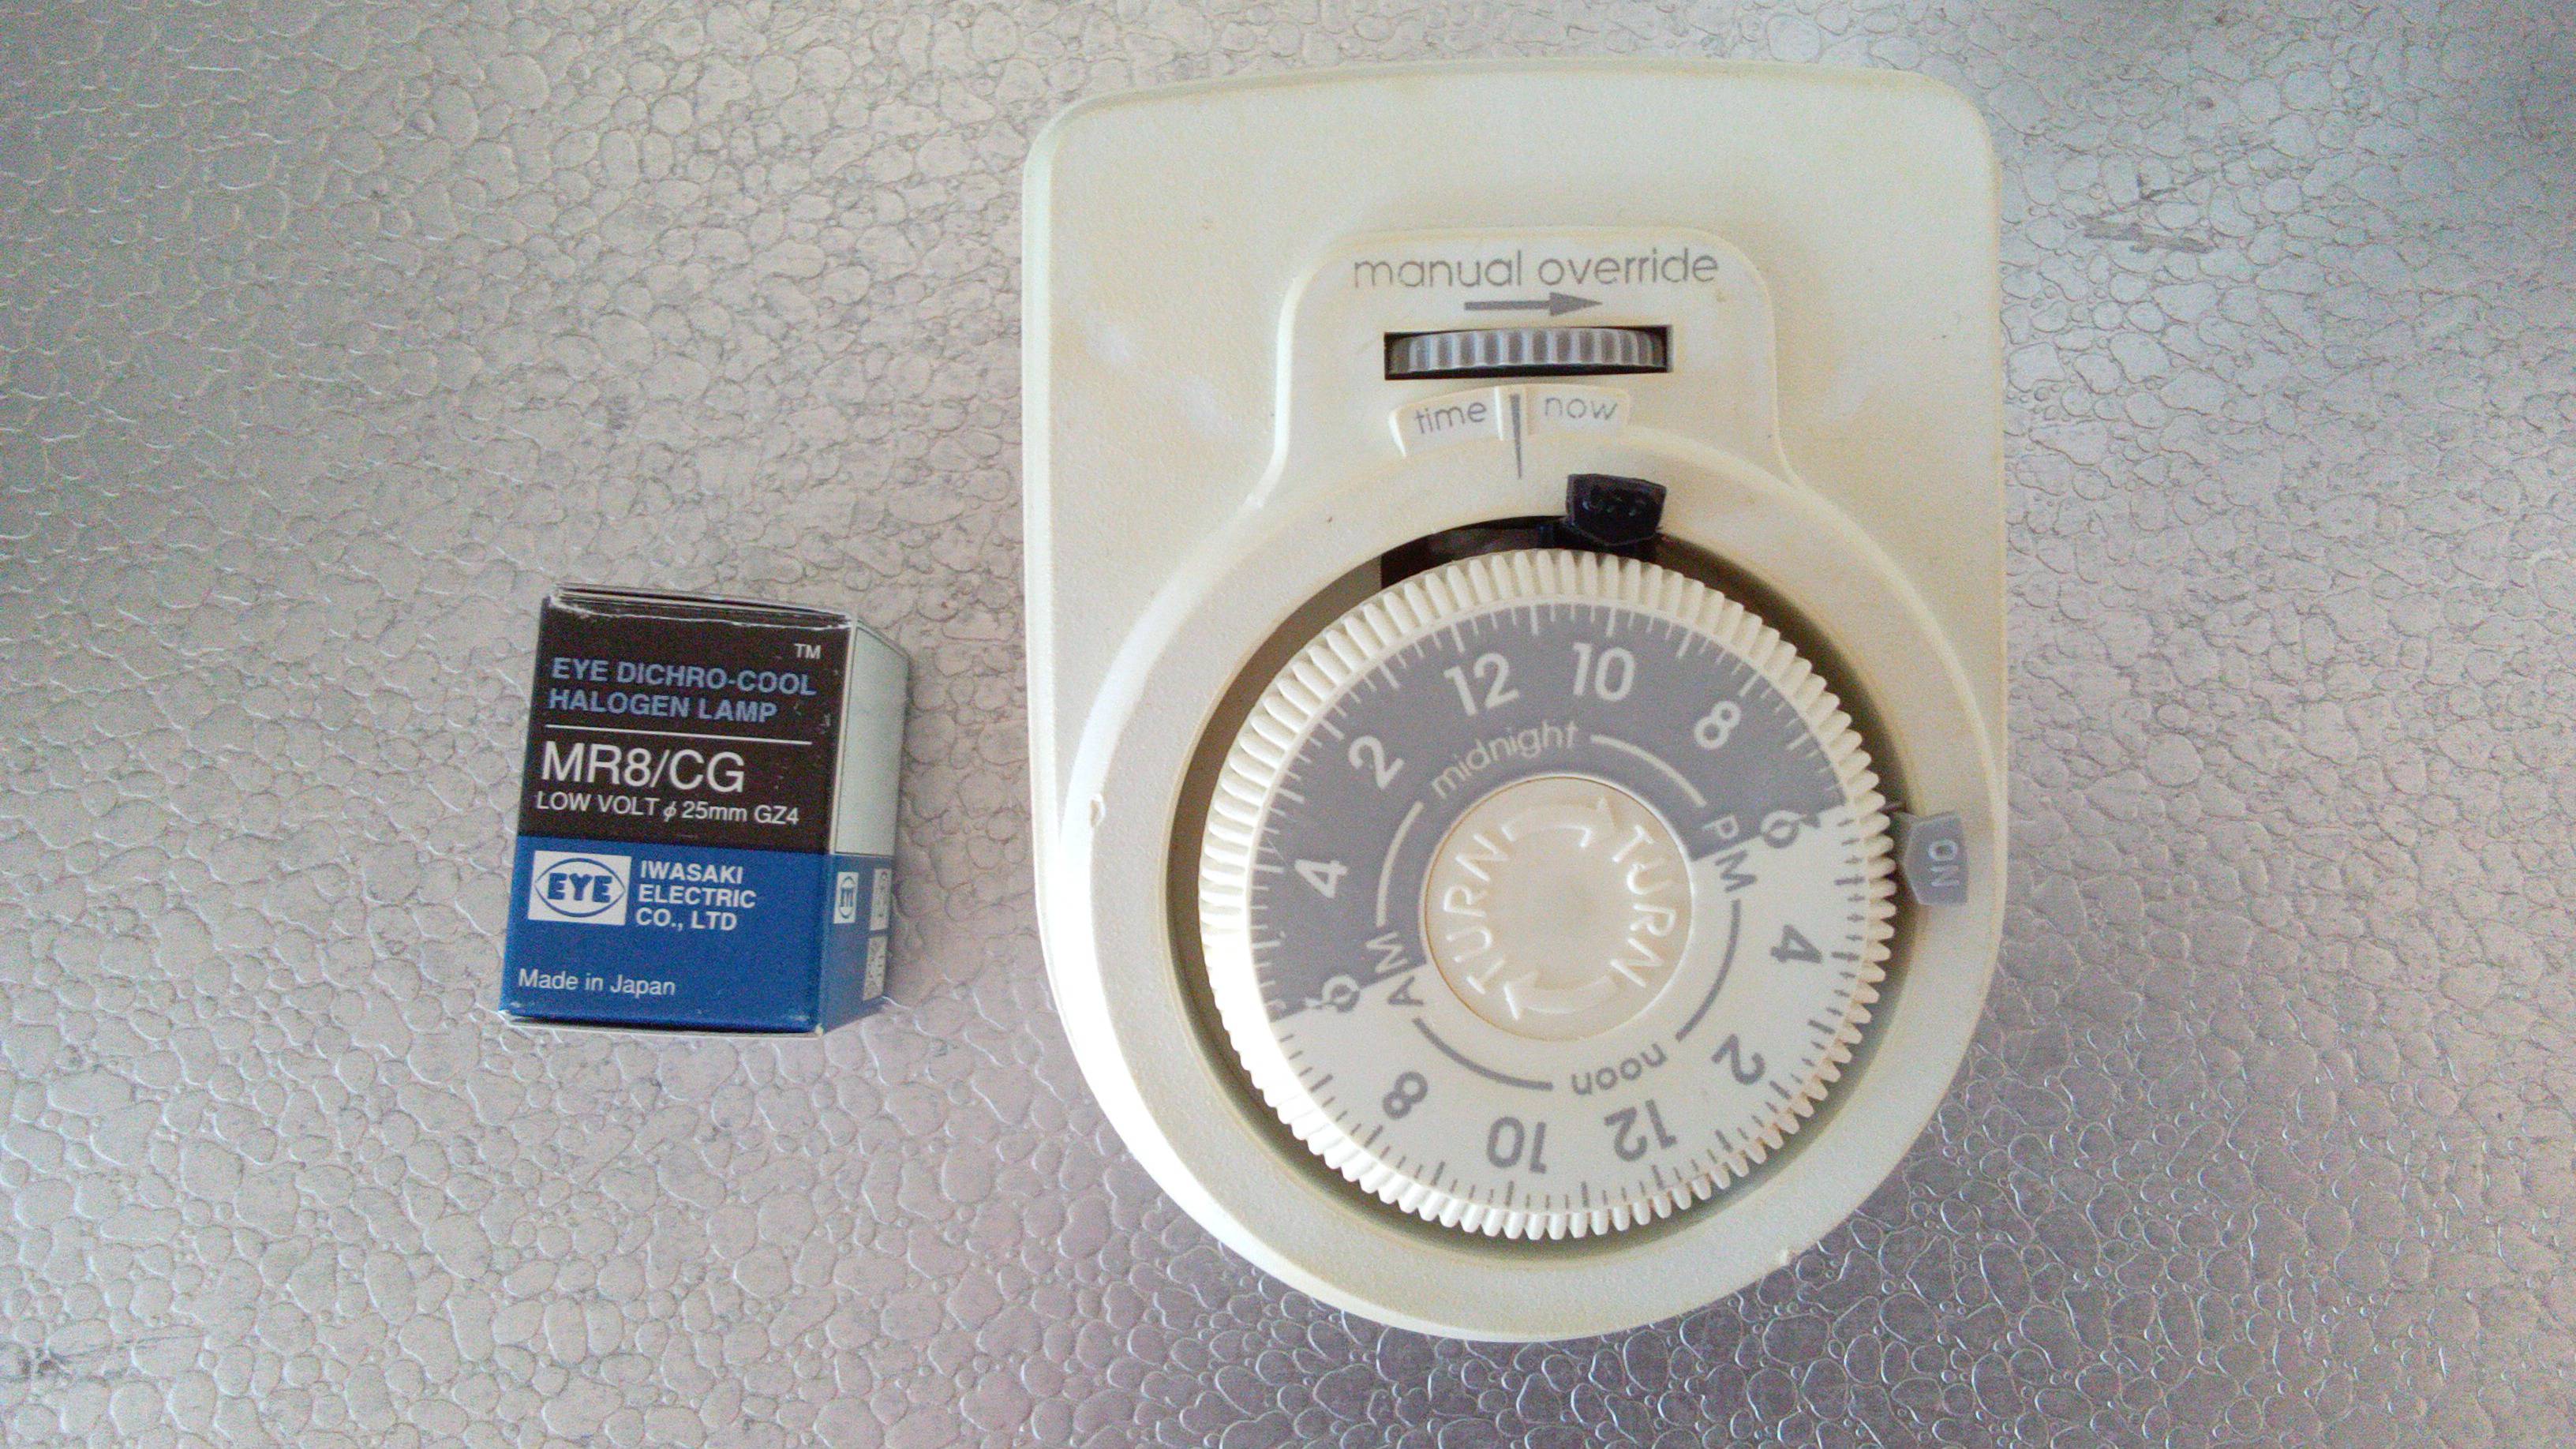 TM
EYE DICHRO-COOL
HALOGEN LAMP
MR8/CG
LOW VOLT ϕ 25mm GZ4
EYE
IWASAKI
ELECTRIC
CO., LTD
Made in Japan
manual override
time now
OFF
ON
12 10 8 6 4 2 12 10 8 6 4 2
midnight
PM
noon
AM
TURN
TURN